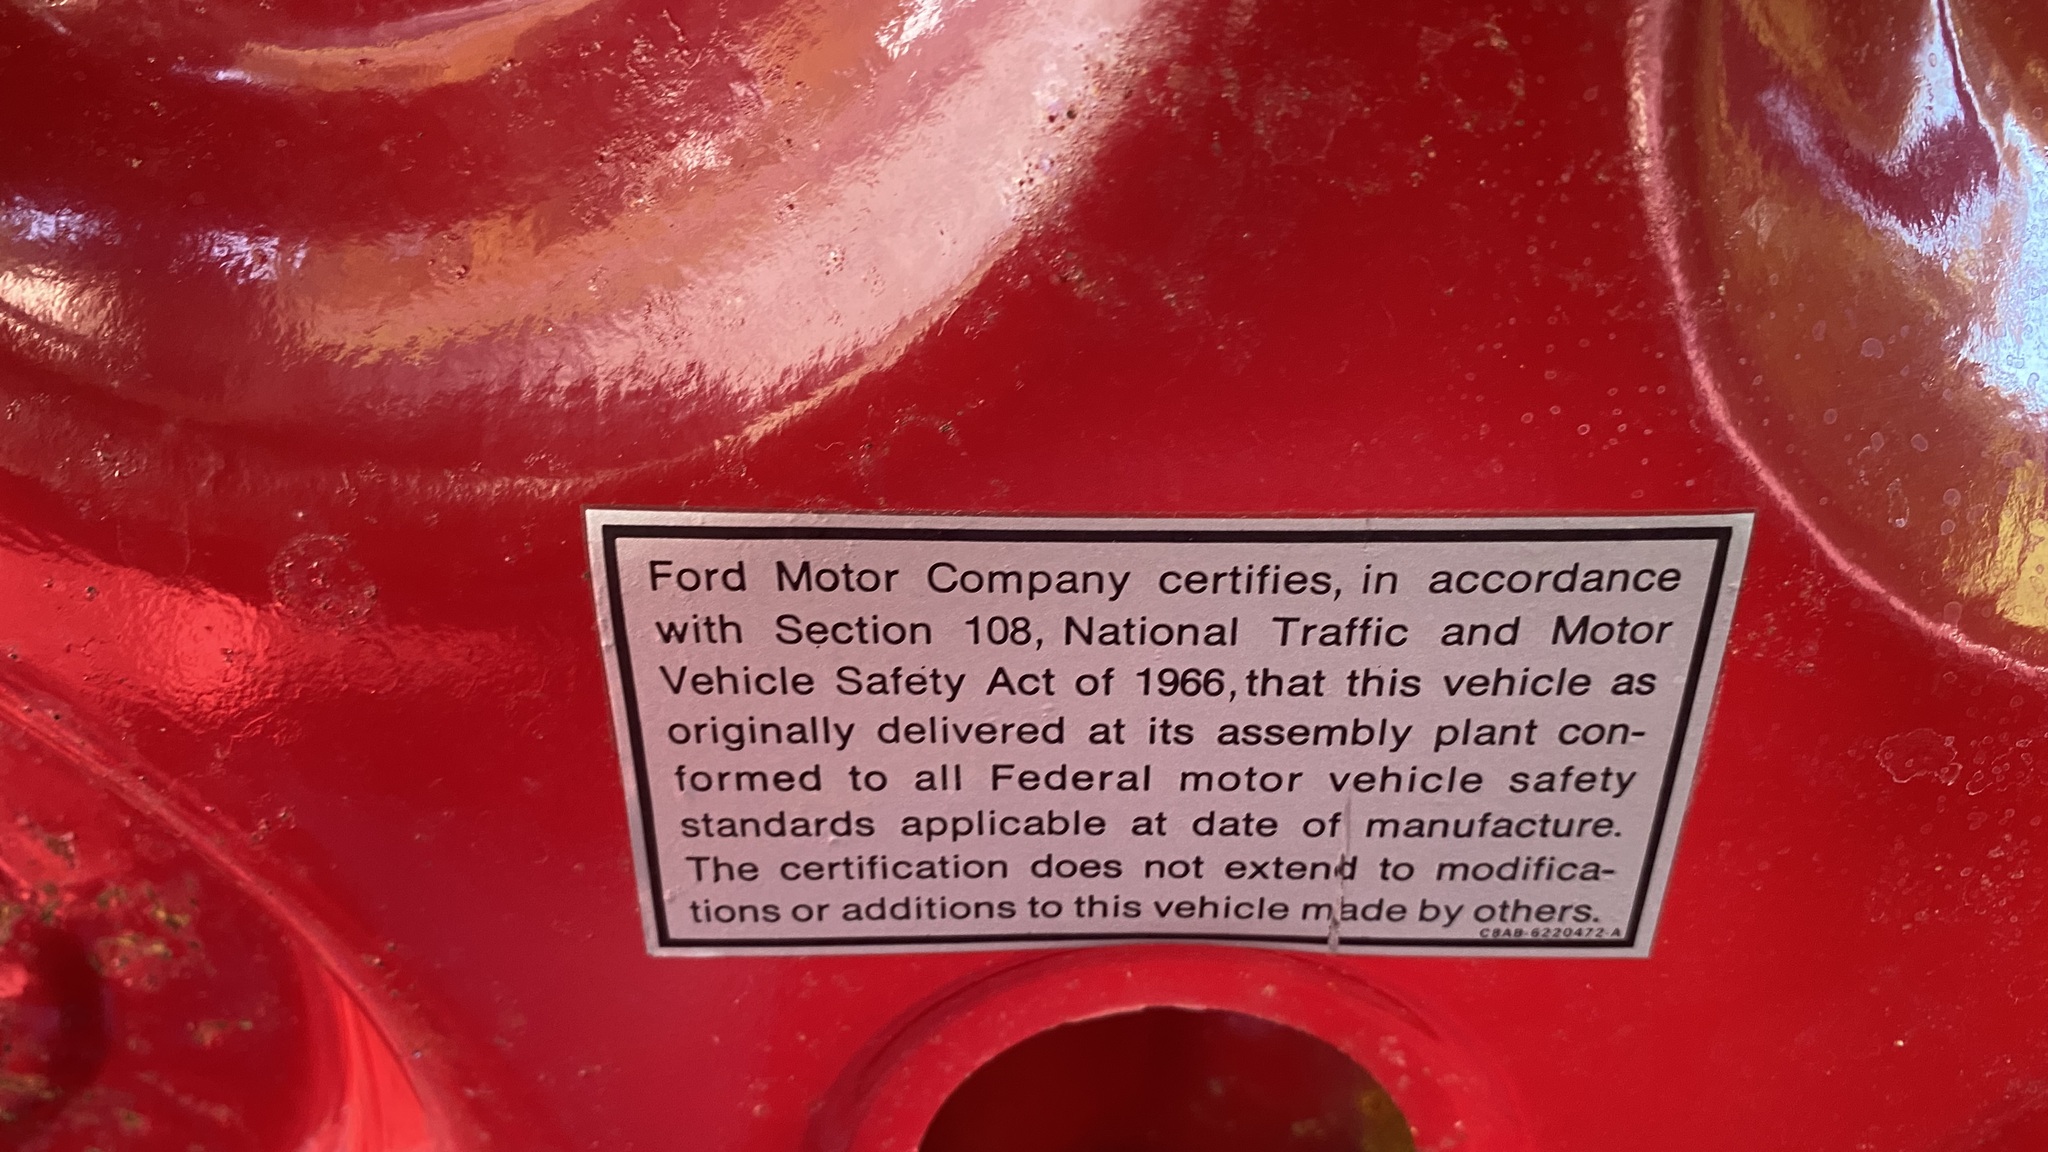 Ford Motor Company certifies, in accordance
with Section 108, National Traffic and Motor
Vehicle Safety Act of 1966, that this vehicle as
originally delivered at its assembly plant con-
formed to all Federal motor vehicle safety
standards applicable at date of manufacture.
The certification does not extend to modifica-
tions or additions to this vehicle made by others.
C8AB-6220472-A